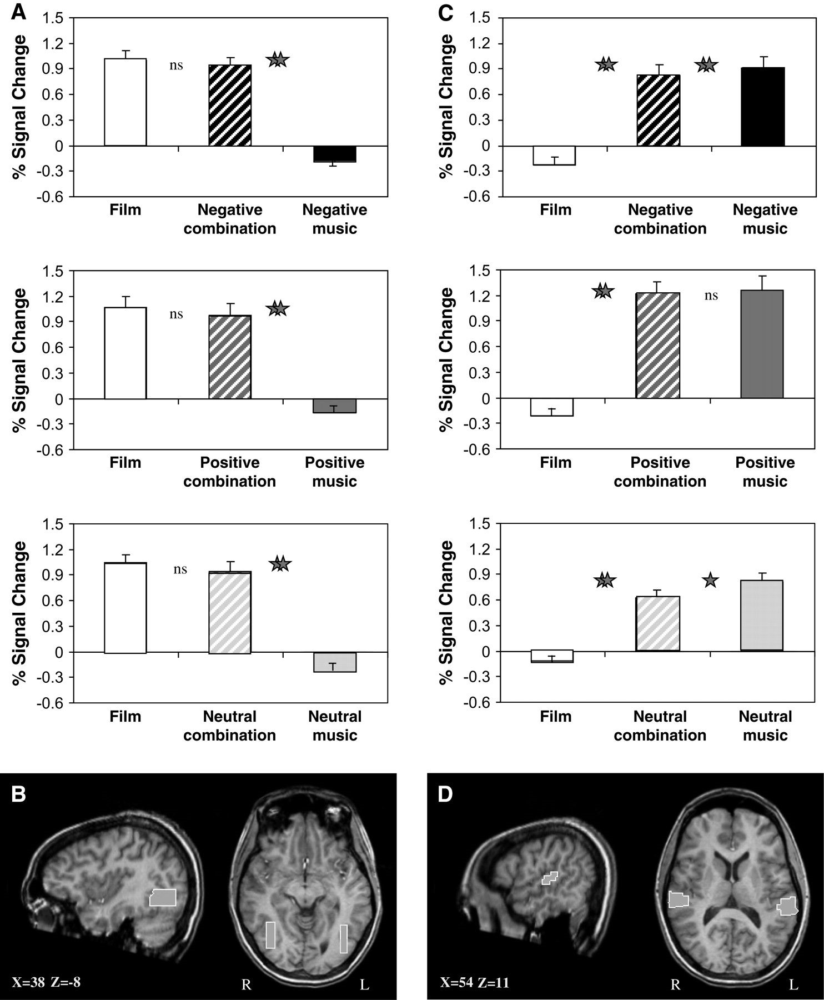 A
% Signal Change
1.5
1.2
0.9
0.6
0.3
0
-0.3
-0.6
ns
Film
Negative combination
Negative music
% Signal Change
1.5
1.2
0.9
0.6
0.3
0
-0.3
-0.6
ns
Film
Positive combination
Positive music
% Signal Change
1.5
1.2
0.9
0.6
0.3
0
-0.3
-0.6
ns
Film
Neutral combination
Neutral music
B
X=38 Z=-8
R
L
C
% Signal Change
1.5
1.2
0.9
0.6
0.3
0
-0.3
-0.6
Film
Negative combination
Negative music
% Signal Change
1.5
1.2
0.9
0.6
0.3
0
-0.3
-0.6
ns
Film
Positive combination
Positive music
% Signal Change
1.5
1.2
0.9
0.6
0.3
0
-0.3
-0.6
Film
Neutral combination
Neutral music
D
X=54 Z=11
R
L